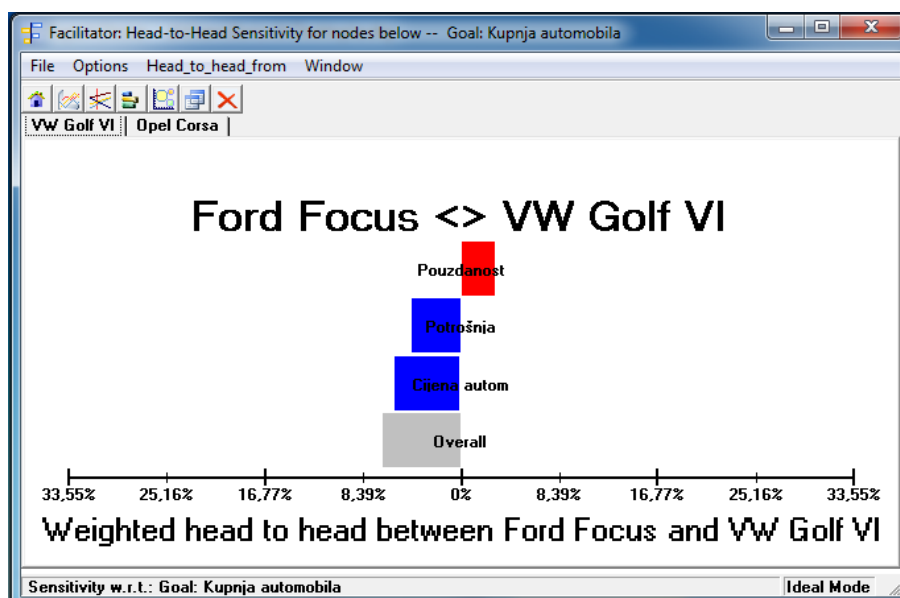 Facilitator: Head-to-Head Sensitivity for nodes below -- Goal: Kupnja automobila
File Options Head_to_head_from Window
VW Golf VI Opel Corsa
Ford Focus <> VW Golf VI
Pouzdanost
Potrošnja
Cijena autom
Overall
33,55% 25,16% 16,77% 8,39% 0% 8,39% 16,77% 25,16% 33,55%
Weighted head to head between Ford Focus and VW Golf VI
Sensitivity w.r.t.: Goal: Kupnja automobila Ideal Mode